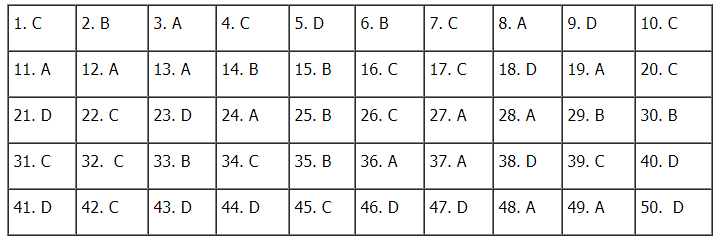 1. C 2. B 3. A 4. C 5. D 6. B 7. C 8. A 9. D 10. C
11. A 12. A 13. A 14. B 15. B 16. C 17. C 18. D 19. A 20. C
21. D 22. C 23. D 24. A 25. B 26. C 27. A 28. A 29. B 30. B
31. C 32. C 33. B 34. C 35. B 36. A 37. A 38. D 39. C 40. D
41. D 42. C 43. D 44. D 45. C 46. D 47. D 48. A 49. A 50. D